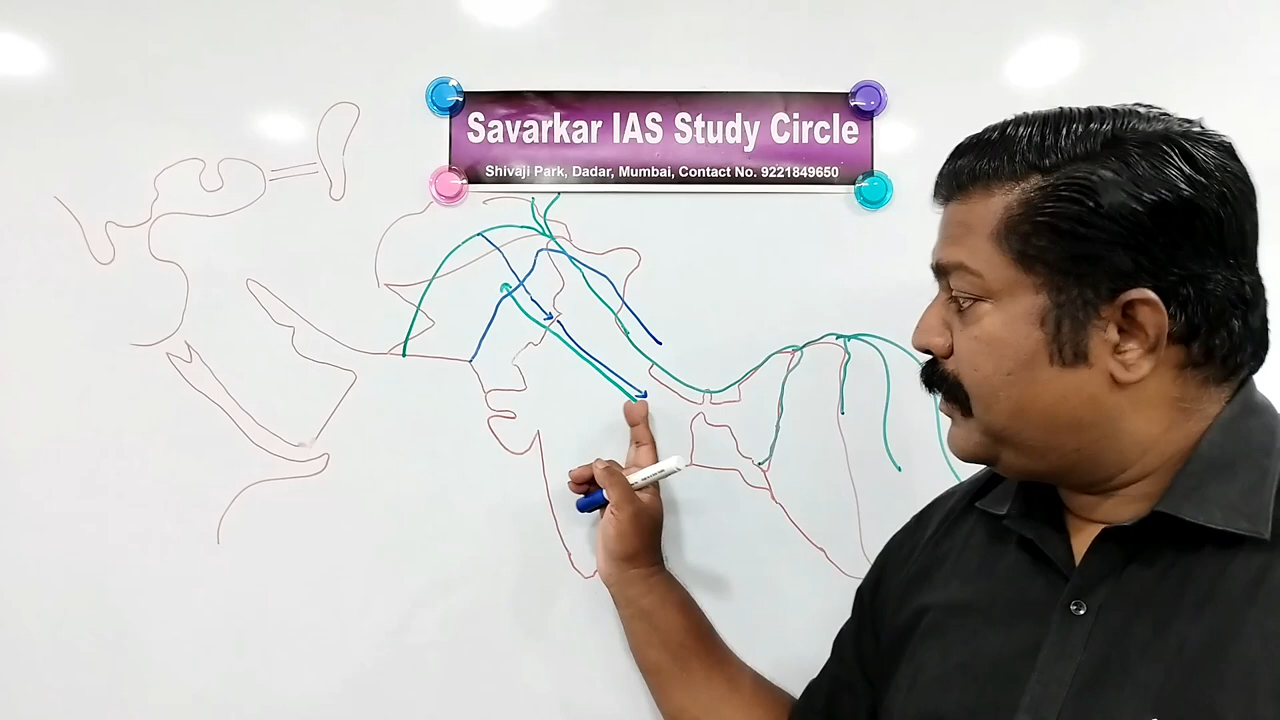 Savarkar IAS Study Circle
Shivaji Park, Dadar, Mumbai, Contact No. 9221849650